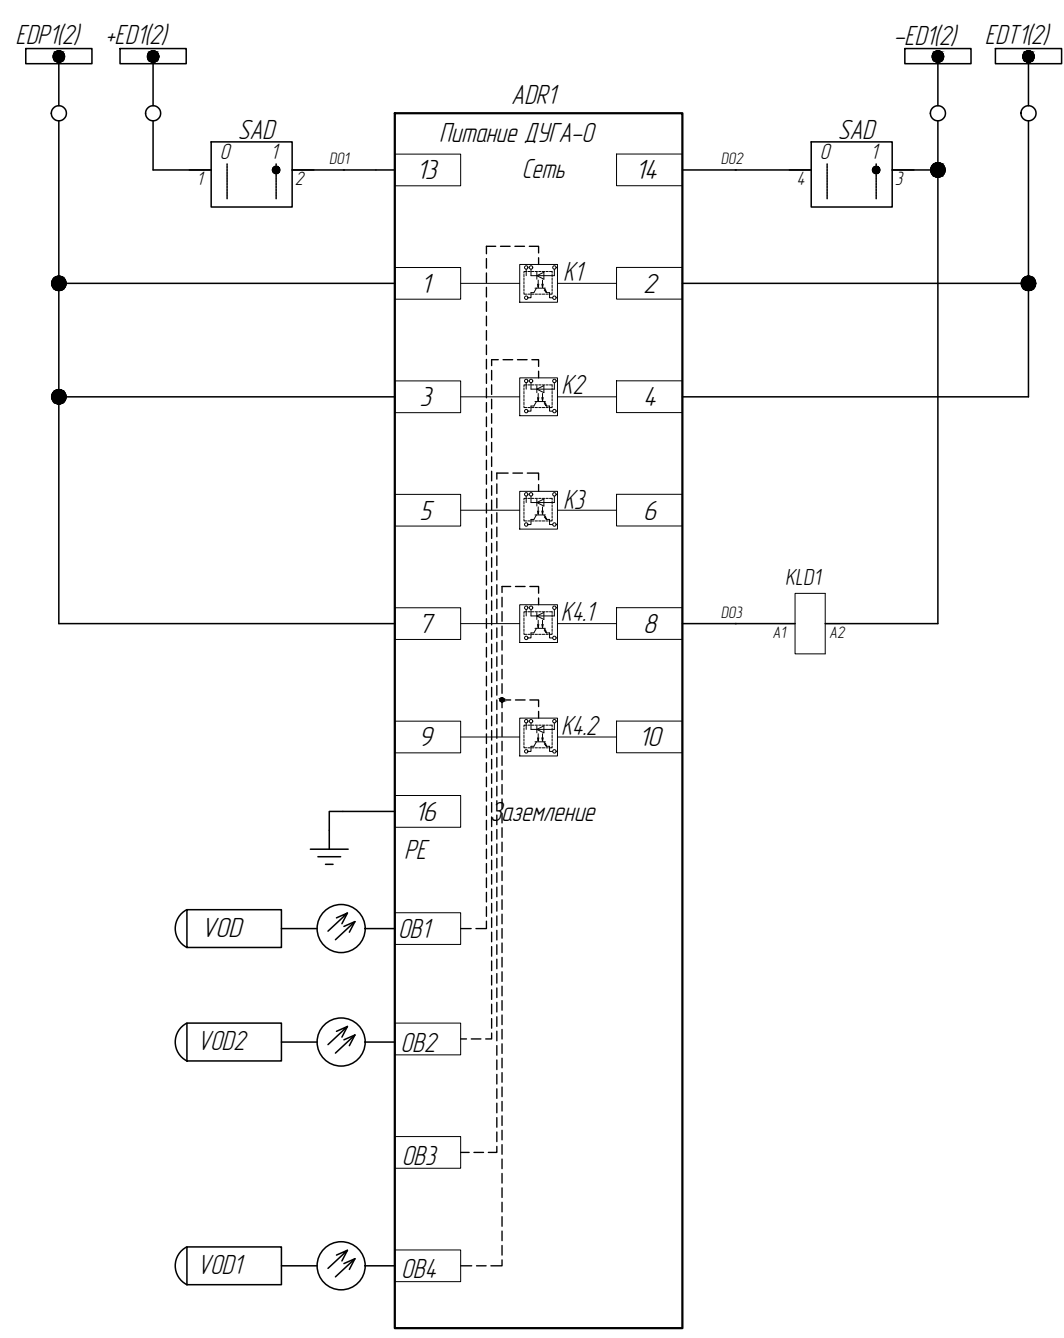 EDP1(2) +ED1(2) -ED1(2) EDT1(2)
ADR1
SAD Питание ДУГА-О SAD
0 1 0 1
1 2 D01 13 Сеть 14 D02 4 3
1 K1 2
3 K2 4
5 K3 6
KLD1
7 K4.1 8 D03 A1 A2
9 K4.2 10
16 Заземление
PE
VOD OB1
VOD2 OB2
OB3
VOD1 OB4